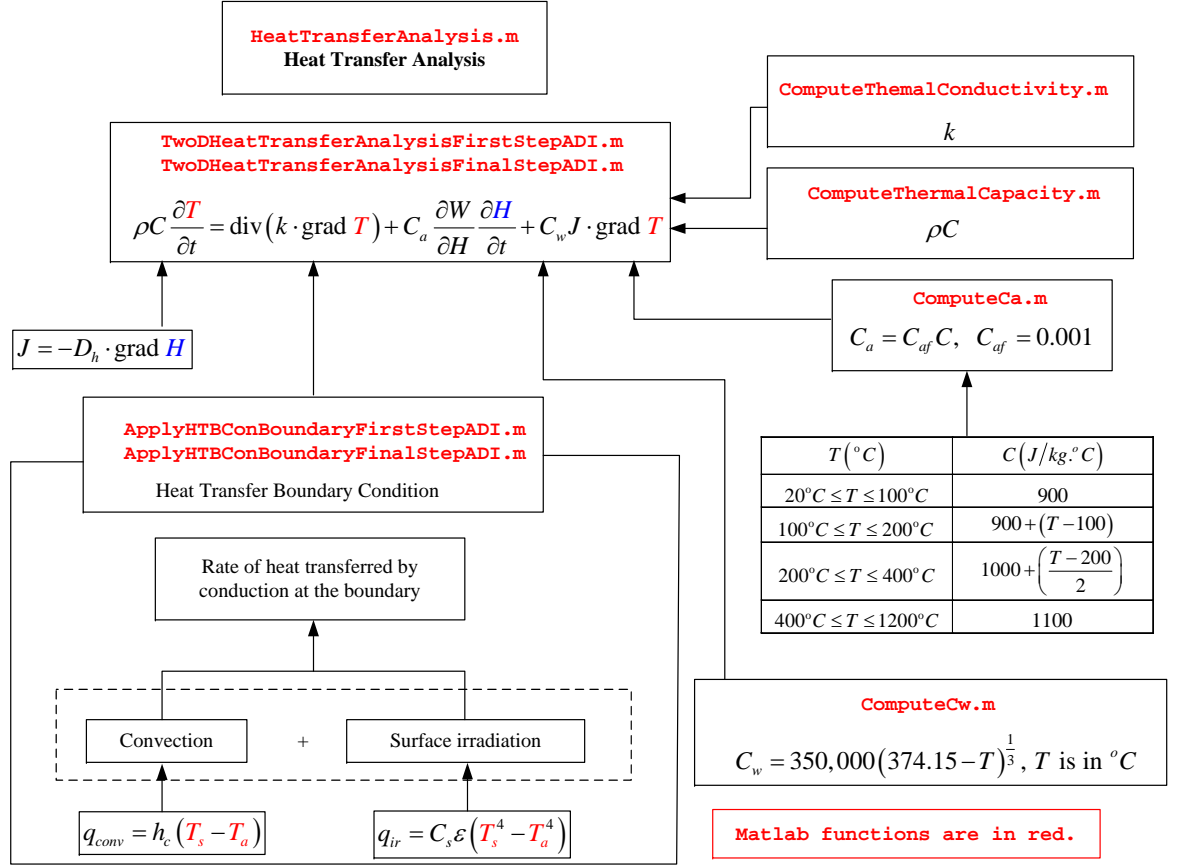 HeatTransferAnalysis.m
Heat Transfer Analysis
ComputeThemalConductivity.m
k
TwoDHeatTransferAnalysisFirstStepADI.m
TwoDHeatTransferAnalysisFinalStepADI.m
ρC ∂T/∂t = div(k · grad T) + C_a ∂W/∂H ∂H/∂t + C_w J · grad T
ComputeThermalCapacity.m
ρC
ComputeCa.m
C_a = C_af C, C_af = 0.001
J = −D_h · grad H
ApplyHTBConBoundaryFirstStepADI.m
ApplyHTBConBoundaryFinalStepADI.m
Heat Transfer Boundary Condition
T(°C) C(J/kg.°C)
20°C ≤ T ≤ 100°C 900
100°C ≤ T ≤ 200°C 900 + (T − 100)
200°C ≤ T ≤ 400°C 1000 + ((T − 200)/2)
400°C ≤ T ≤ 1200°C 1100
Rate of heat transferred by
conduction at the boundary
Convection + Surface irradiation
q_conv = h_c (T_s − T_a)
q_ir = C_s ε (T_s^4 − T_a^4)
ComputeCw.m
C_w = 350,000(374.15 − T)^(1/3), T is in °C
Matlab functions are in red.